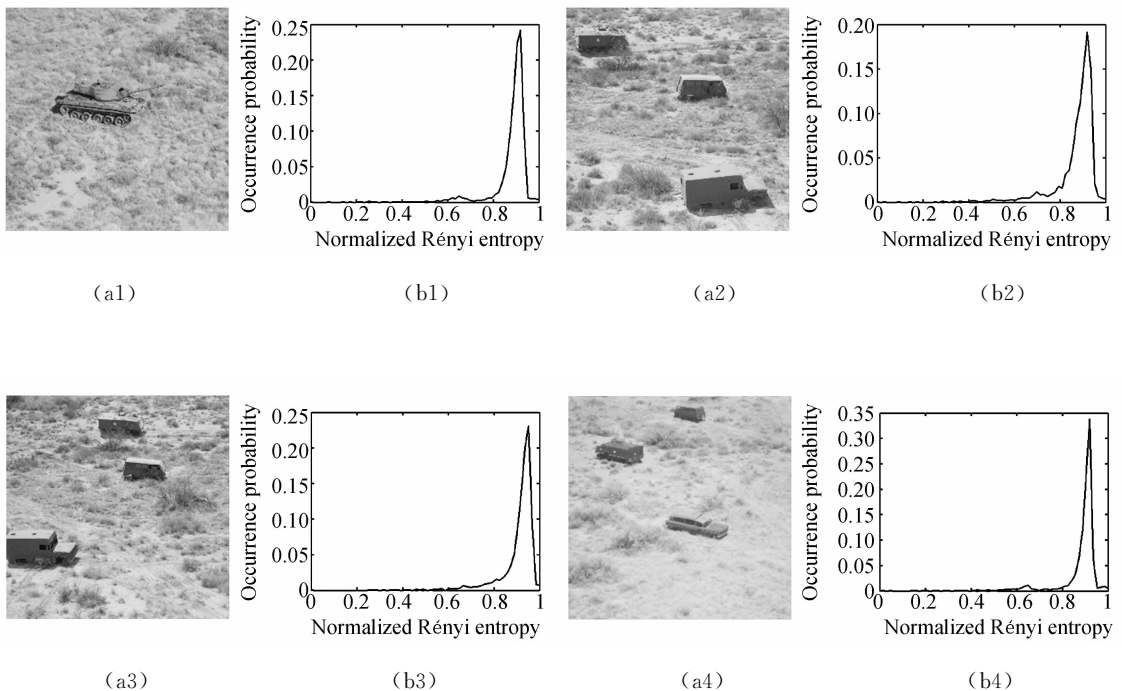 0.25
0.20
0.15
0.10
0.05
0
0 0.2 0.4 0.6 0.8 1
Occurrence probability
Normalized Rényi entropy
0.20
0.15
0.10
0.05
0
0 0.2 0.4 0.6 0.8 1
Occurrence probability
Normalized Rényi entropy
(a1)
(b1)
(a2)
(b2)
0.25
0.20
0.15
0.10
0.05
0
0 0.2 0.4 0.6 0.8 1
Occurrence probability
Normalized Rényi entropy
0.35
0.30
0.25
0.20
0.15
0.10
0.05
0
0 0.2 0.4 0.6 0.8 1
Occurrence probability
Normalized Rényi entropy
(a3)
(b3)
(a4)
(b4)